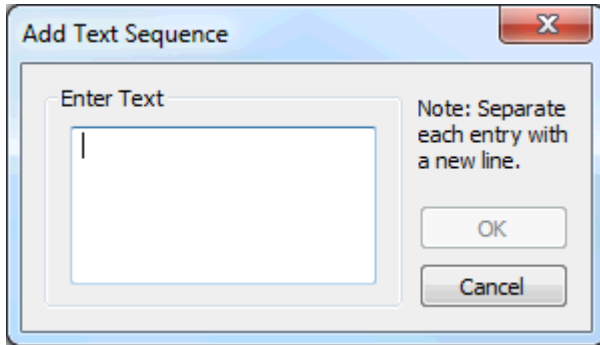 Add Text Sequence
Enter Text
Note: Separate
each entry with
a new line.
OK
Cancel